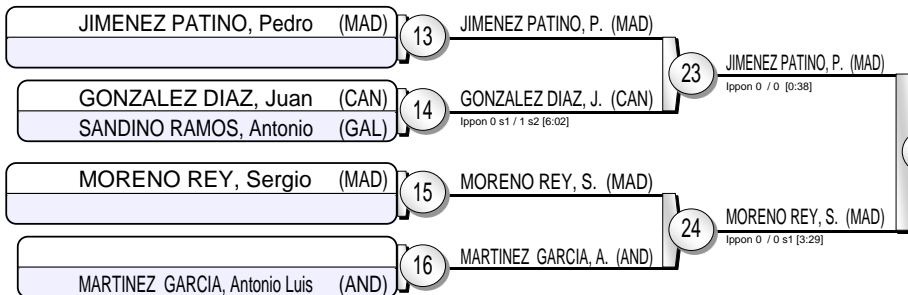 JIMENEZ PATINO, Pedro (MAD)
13
JIMENEZ PATINO, P. (MAD)
23
JIMENEZ PATINO, P. (MAD)
Ippon 0 / 0 [0:38]
GONZALEZ DIAZ, Juan (CAN)
SANDINO RAMOS, Antonio (GAL)
14
GONZALEZ DIAZ, J. (CAN)
Ippon 0 s1 / 1 s2 [6:02]
MORENO REY, Sergio (MAD)
15
MORENO REY, S. (MAD)
24
MORENO REY, S. (MAD)
Ippon 0 / 0 s1 [3:29]
MARTINEZ GARCIA, Antonio Luis (AND)
16
MARTINEZ GARCIA, A. (AND)